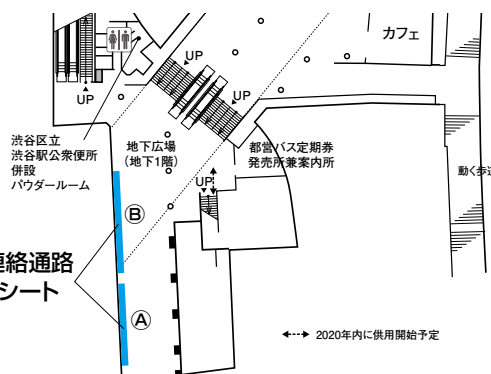 カフェ
UP
UP
UP
渋谷区立
渋谷駅公衆便所
併設
パウダールーム
地下広場
(地下1階)
都営バス定期券
発売所兼案内所
動く歩道
UP
Ⓑ
連絡通路
シート
Ⓐ
2020年内に供用開始予定